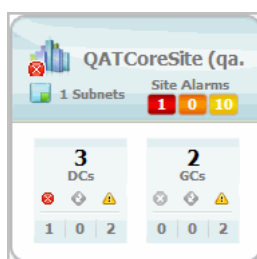 QATCoreSite (qa.
1 Subnets
Site Alarms
1 0 10
3
DCs
2
GCs
1 0 2
0 0 2